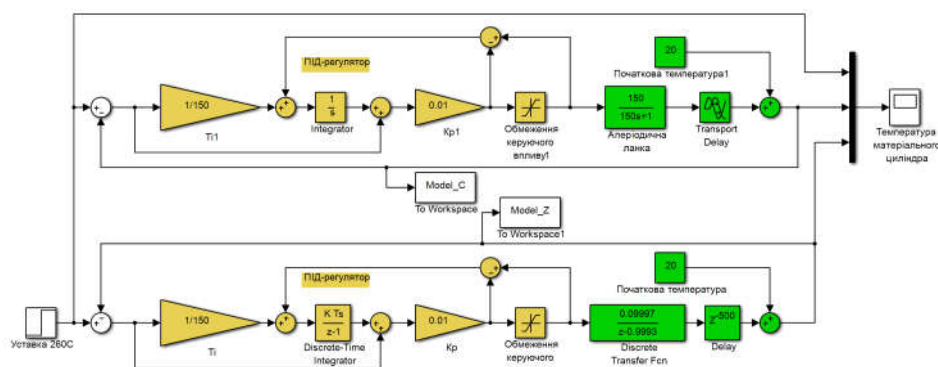 20
ПІД-регулятор
Початкова температура1
1/150
1
s
0.01
150
150s+1
Ti1
Integrator
Kp1
Обмеження
керуючого
впливу1
Аперіодична
ланка
Transport
Delay
Температура
матеріального
циліндра
Model_C
To Workspace
Model_Z
To Workspace1
ПІД-регулятор
20
Початкова температура
Уставка 260С
1/150
K Ts
z-1
0.01
0.09997
z-0.9993
z-500
Ti
Discrete-Time
Integrator
Kp
Обмеження
керуючого
Discrete
Transfer Fcn
Delay